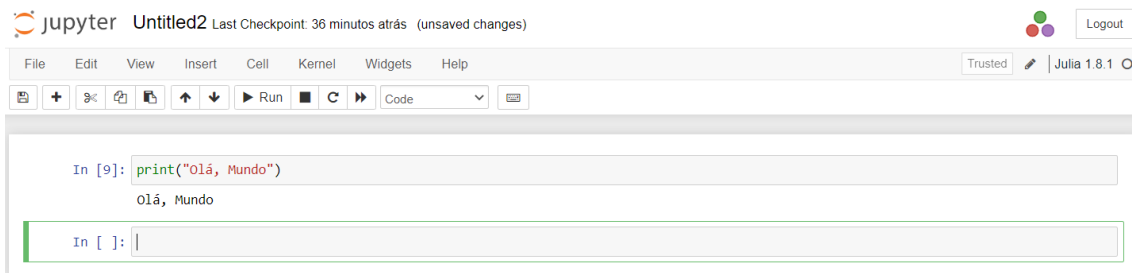 jupyter Untitled2 Last Checkpoint: 36 minutos atrás (unsaved changes) Logout
File Edit View Insert Cell Kernel Widgets Help Trusted Julia 1.8.1
Run Code
In [9]: print("Olá, Mundo")
Olá, Mundo
In [ ]: